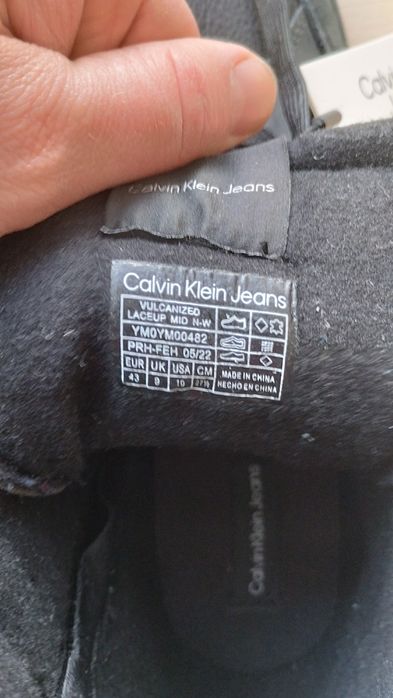 Calvin Klein Jeans
Calvin Klein Jeans
VULCANIZED
LACEUP MID N-W
YM0YM00482
PRH-FEH 05/22
EUR UK USA CM
43 9 10 27½
MADE IN CHINA
HECHO EN CHINA
Calvin Klein Jeans